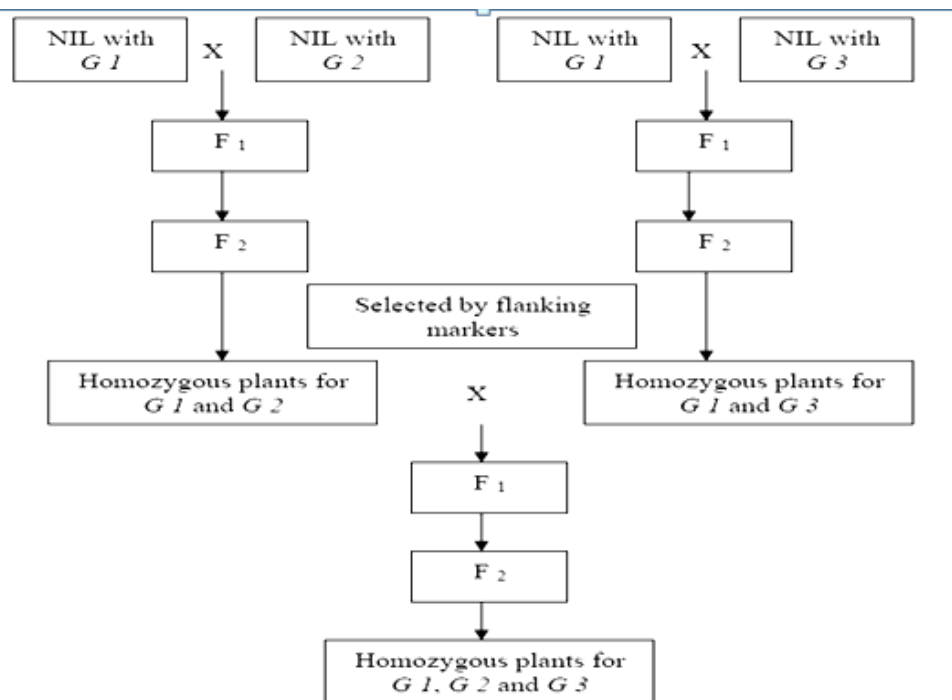 NIL with
G 1
X
NIL with
G 2
NIL with
G 1
X
NIL with
G 3
F 1
F 1
F 2
F 2
Selected by flanking
markers
Homozygous plants for
G 1 and G 2
X
Homozygous plants for
G 1 and G 3
F 1
F 2
Homozygous plants for
G 1, G 2 and G 3